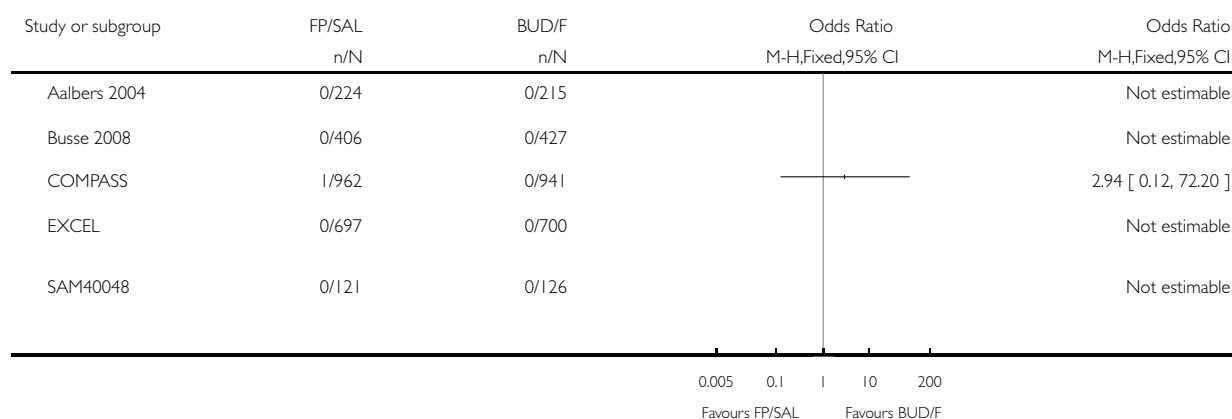 Study or subgroup FP/SAL BUD/F Odds Ratio Odds Ratio
n/N n/N M-H,Fixed,95% CI M-H,Fixed,95% CI
Aalbers 2004 0/224 0/215 Not estimable
Busse 2008 0/406 0/427 Not estimable
COMPASS 1/962 0/941 2.94 [ 0.12, 72.20 ]
EXCEL 0/697 0/700 Not estimable
SAM40048 0/121 0/126 Not estimable
0.005 0.1 1 10 200
Favours FP/SAL Favours BUD/F